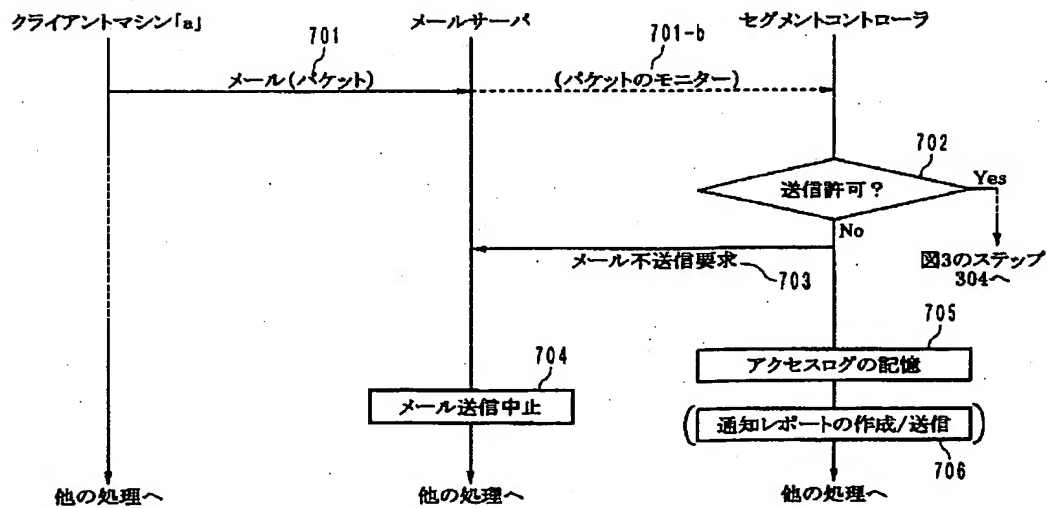 クライアントマシン「a」 メールサーバ セグメントコントローラ
701 701-b
メール(パケット) (パケットのモニター)
702
送信許可? Yes
No
メール不送信要求 703
図3のステップ
304へ
705
アクセスログの記憶
704
メール送信中止
(通知レポートの作成/送信)
706
他の処理へ 他の処理へ 他の処理へ